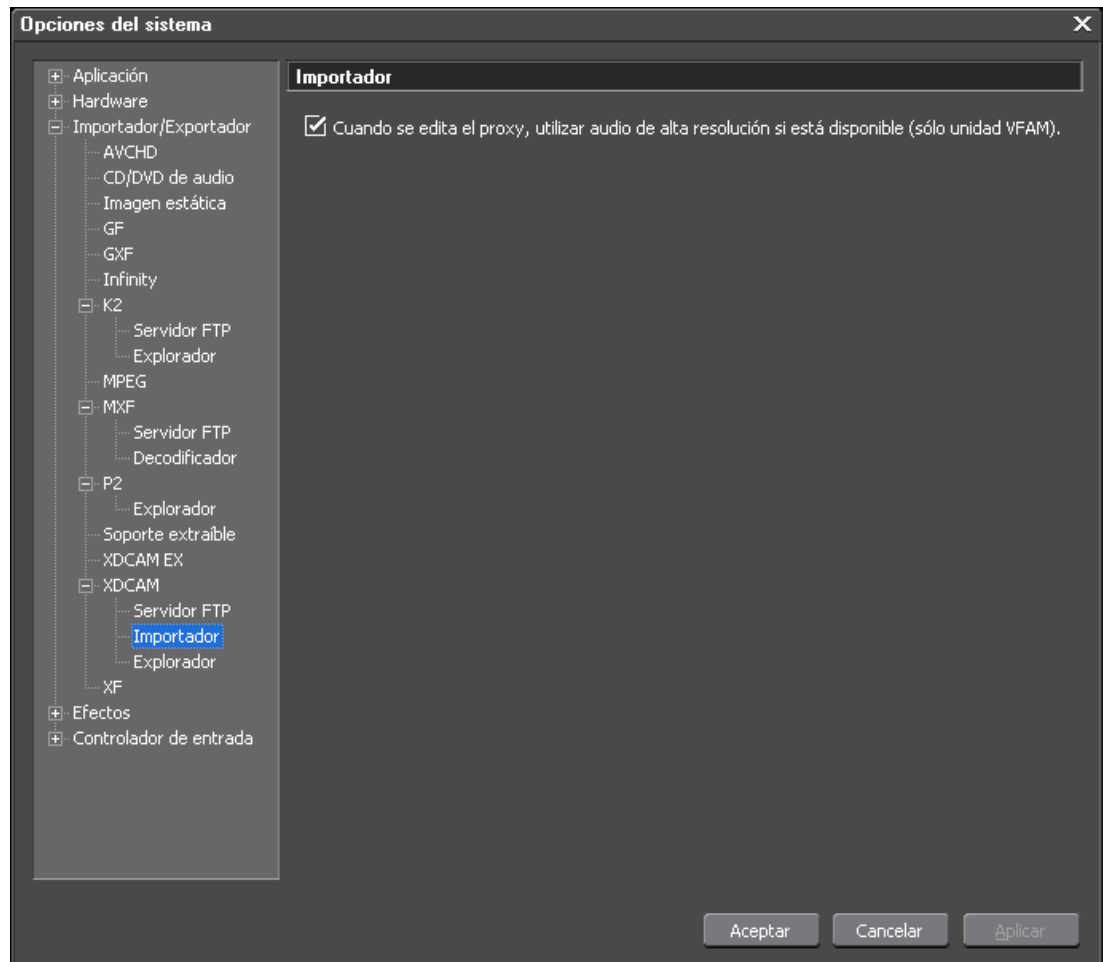 Opciones del sistema
Aplicación
Hardware
Importador/Exportador
AVCHD
CD/DVD de audio
Imagen estática
GF
GXF
Infinity
K2
Servidor FTP
Explorador
MPEG
MXF
Servidor FTP
Decodificador
P2
Explorador
Soporte extraíble
XDCAM EX
XDCAM
Servidor FTP
Importador
Explorador
XF
Efectos
Controlador de entrada
Importador
Cuando se edita el proxy, utilizar audio de alta resolución si está disponible (sólo unidad VFAM).
Aceptar
Cancelar
Aplicar